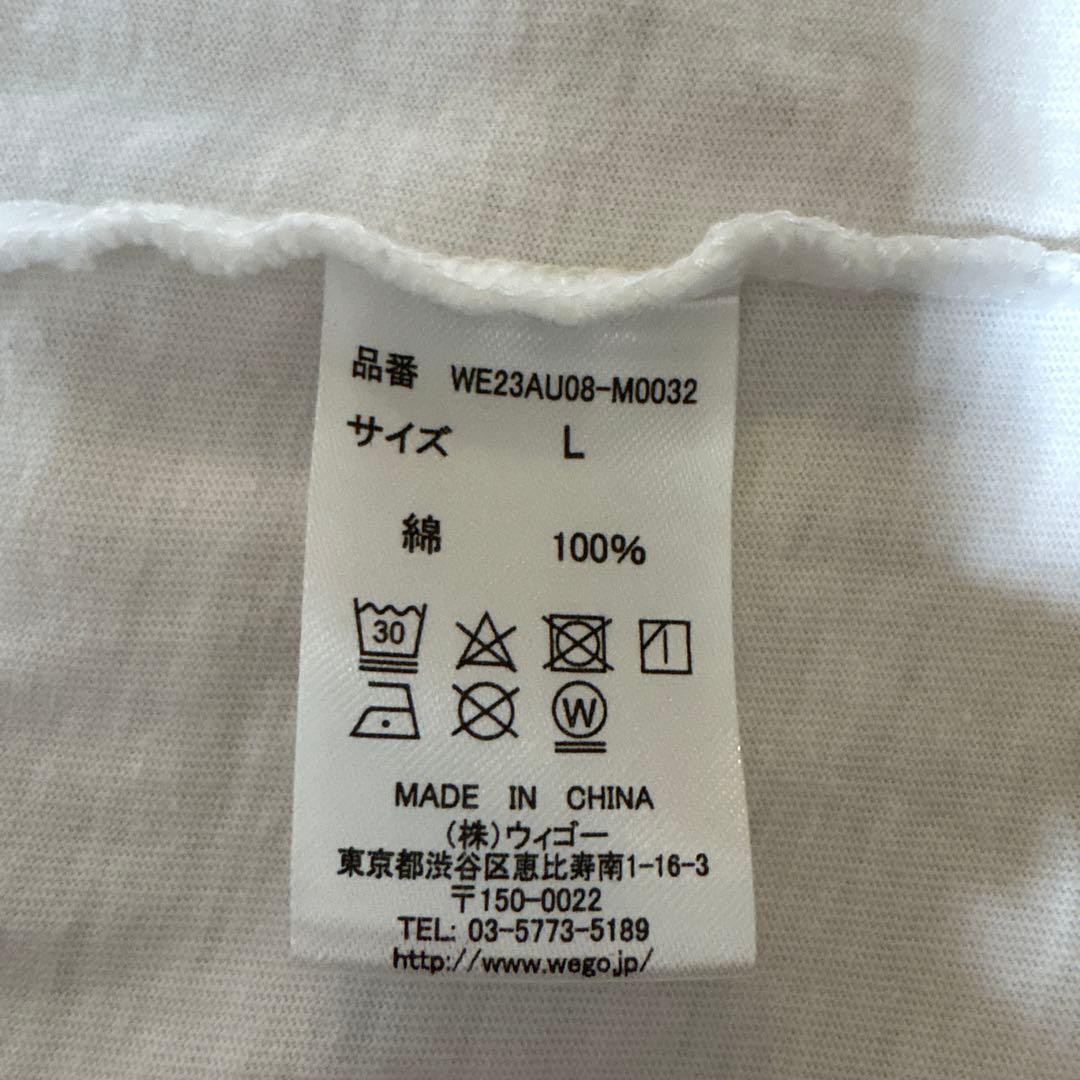 品番 WE23AU08-M0032
サイズ L
綿 100%
30
W
MADE IN CHINA
(株)ウィゴー
東京都渋谷区恵比寿南1-16-3
〒150-0022
TEL: 03-5773-5189
http://www.wego.jp/